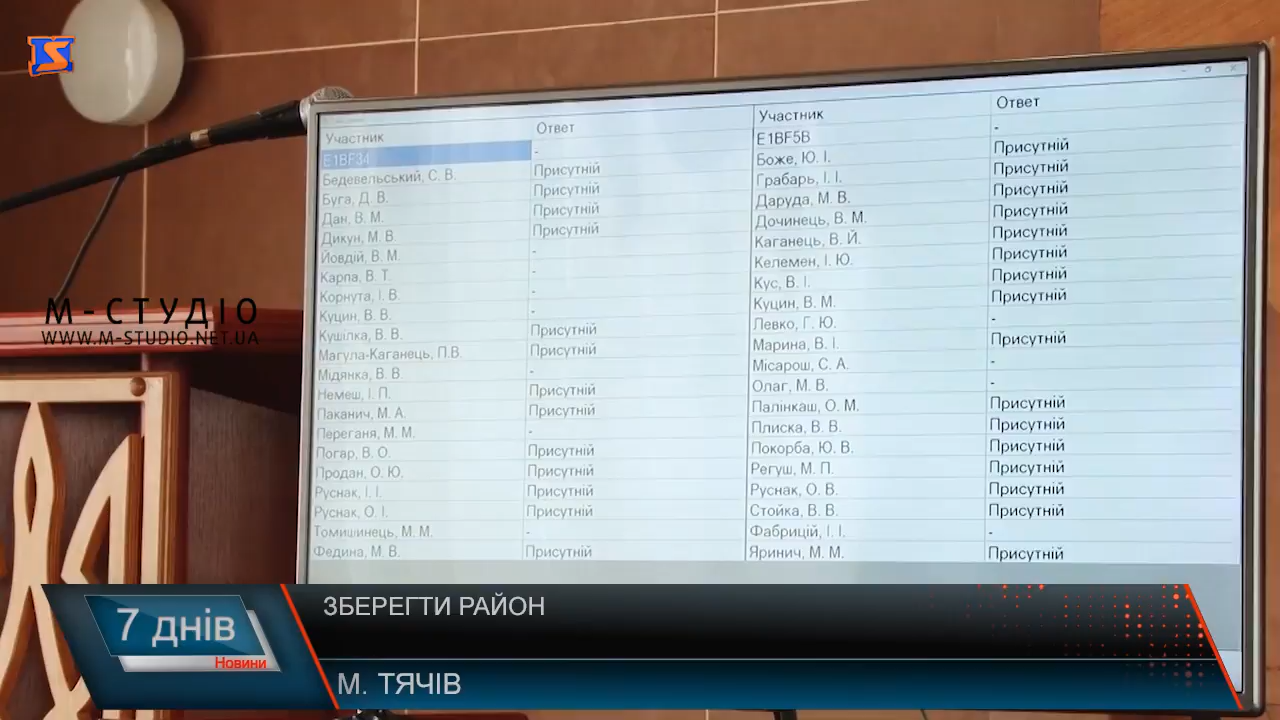 Участник Ответ Участник Ответ
E1BF34 - E1BF5B -
Бедевельський, С. В. Присутній Боже, Ю. І. Присутній
Буга, Д. В. Присутній Грабарь, І. І. Присутній
Дан, В. М. Присутній Даруда, М. В. Присутній
Дикун, М. В. Присутній Дочинець, В. М. Присутній
Йовдій, В. М. - Каганець, В. Й. Присутній
Карпа, В. Т. - Келемен, І. Ю. Присутній
Корнута, І. В. - Кус, В. І. Присутній
Куцин, В. В. - Куцин, В. М. Присутній
Кушілка, В. В. Присутній Левко, Г. Ю. -
Магула-Каганець, П.В. Присутній Марина, В. І. Присутній
Мідянка, В. В. - Місарош, С. А. -
Немеш, І. П. Присутній Олаг, М. В. -
Паканич, М. А. Присутній Палінкаш, О. М. Присутній
Переганя, М. М. - Плиска, В. В. Присутній
Погар, В. О. Присутній Покорба, Ю. В. Присутній
Продан, О. Ю. Присутній Регуш, М. П. Присутній
Руснак, І. І. Присутній Руснак, О. В. Присутній
Руснак, О. І. Присутній Стойка, В. В. Присутній
Томишинець, М. М. - Фабрицій, І. І. -
Федина, М. В. Присутній Яринич, М. М. Присутній
М-СТУДІО
WWW.M-STUDIO.NET.UA
7 днів
Новини
ЗБЕРЕГТИ РАЙОН
М. ТЯЧІВ